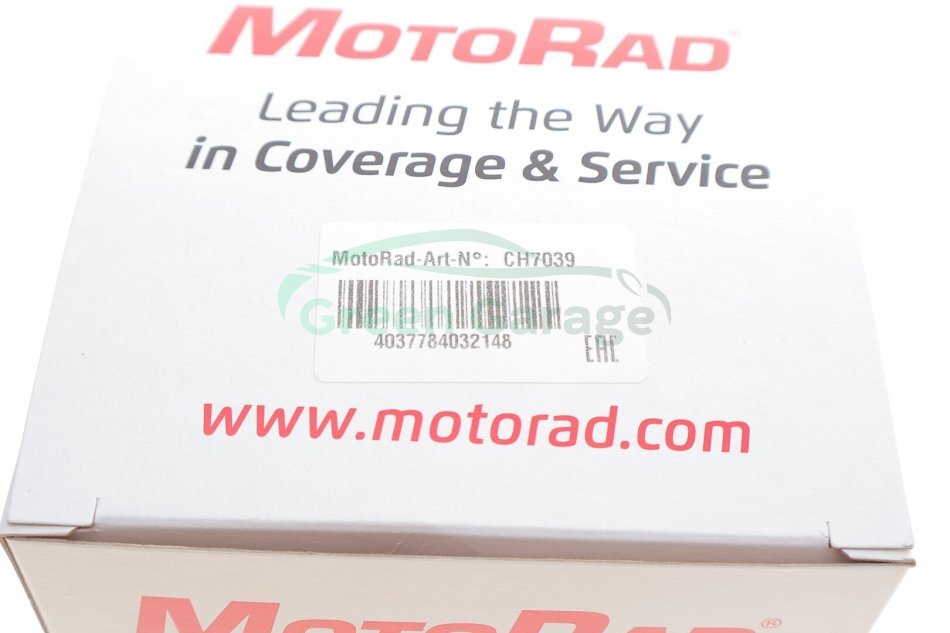 MOTORAD
Leading the Way
in Coverage & Service
MotoRad-Art-N°: CH7039
Green Garage
4037784032148
EAC
www.motorad.com
MOTORAD®